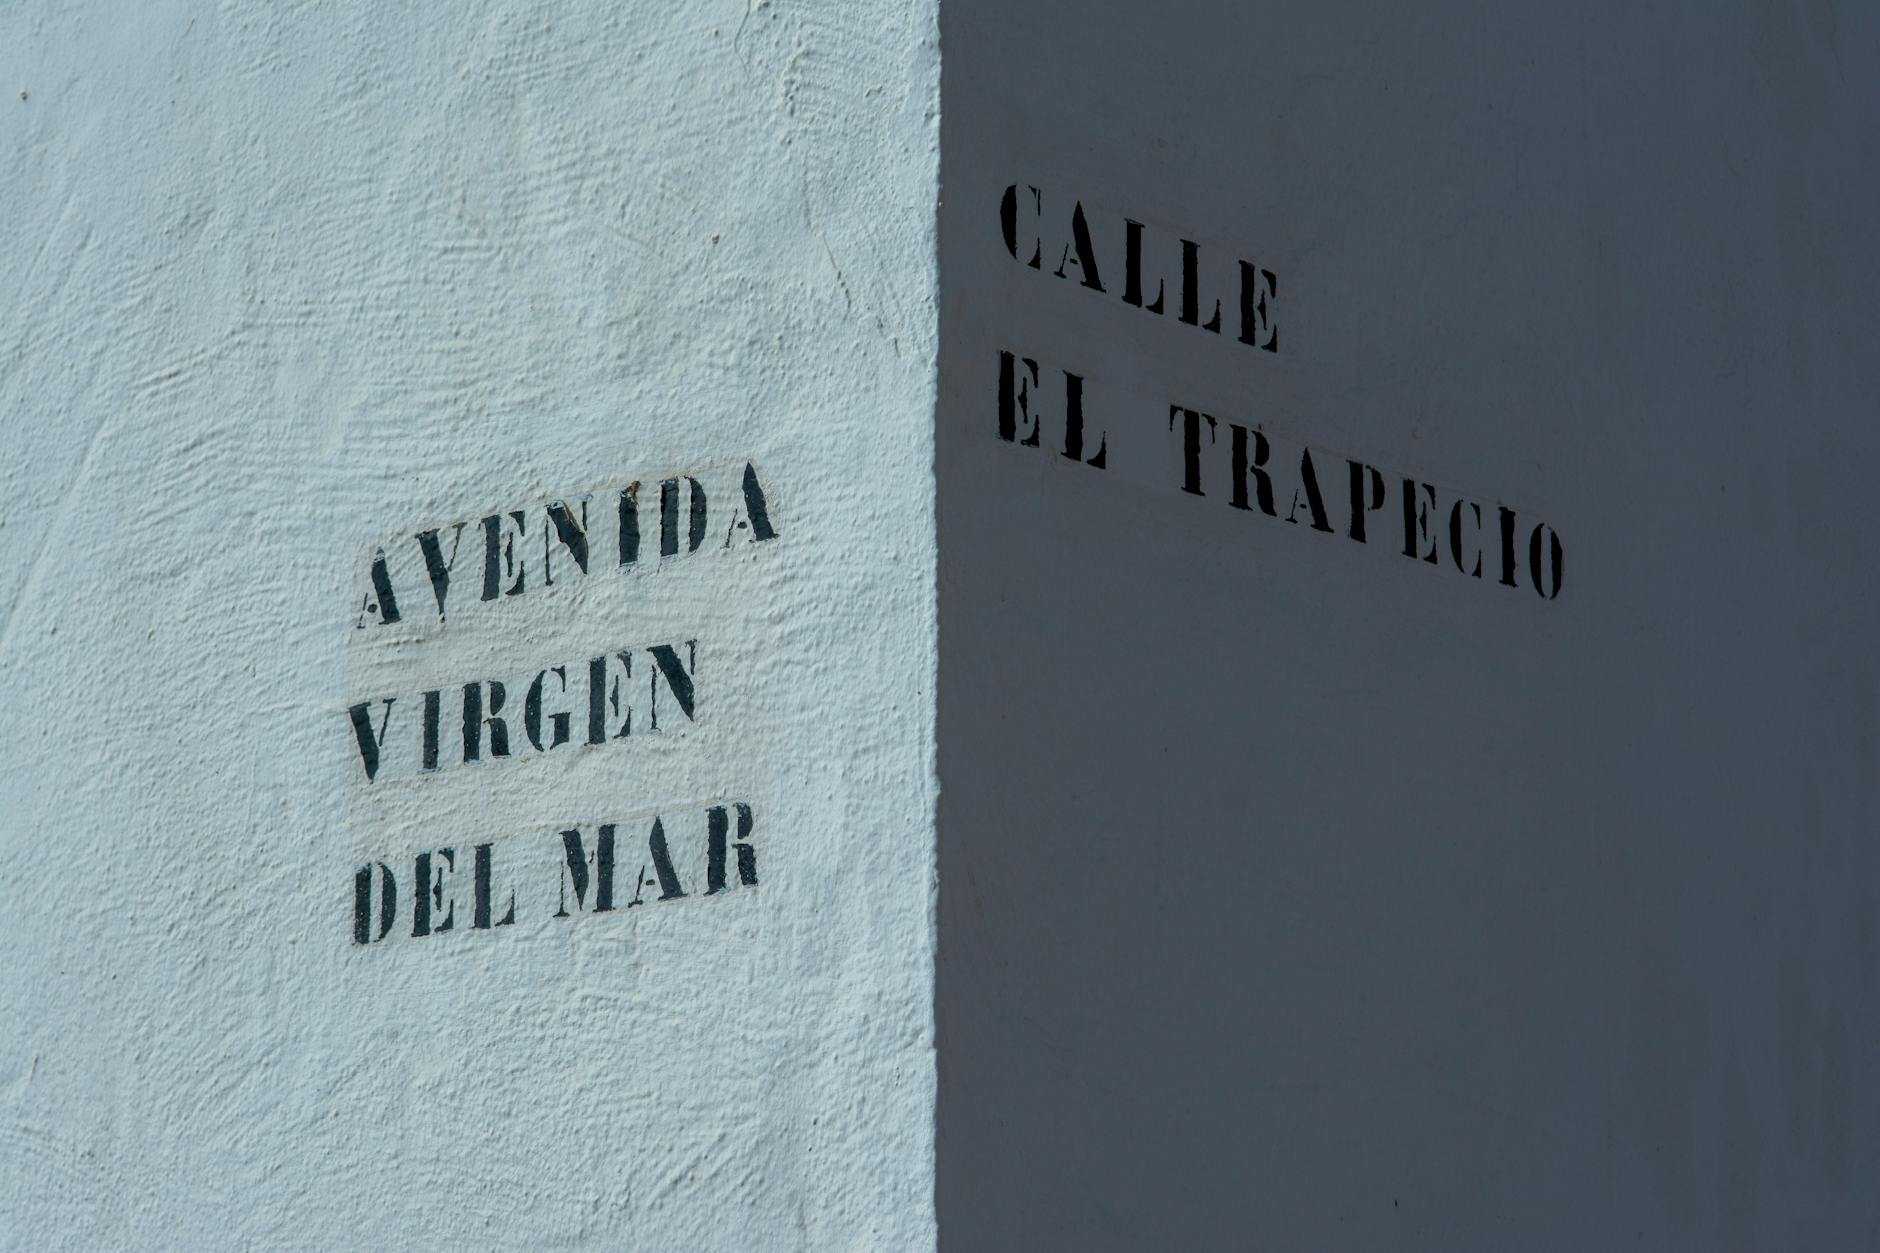 AVENIDA
VIRGEN
DEL MAR
CALLE
EL TRAPECIO